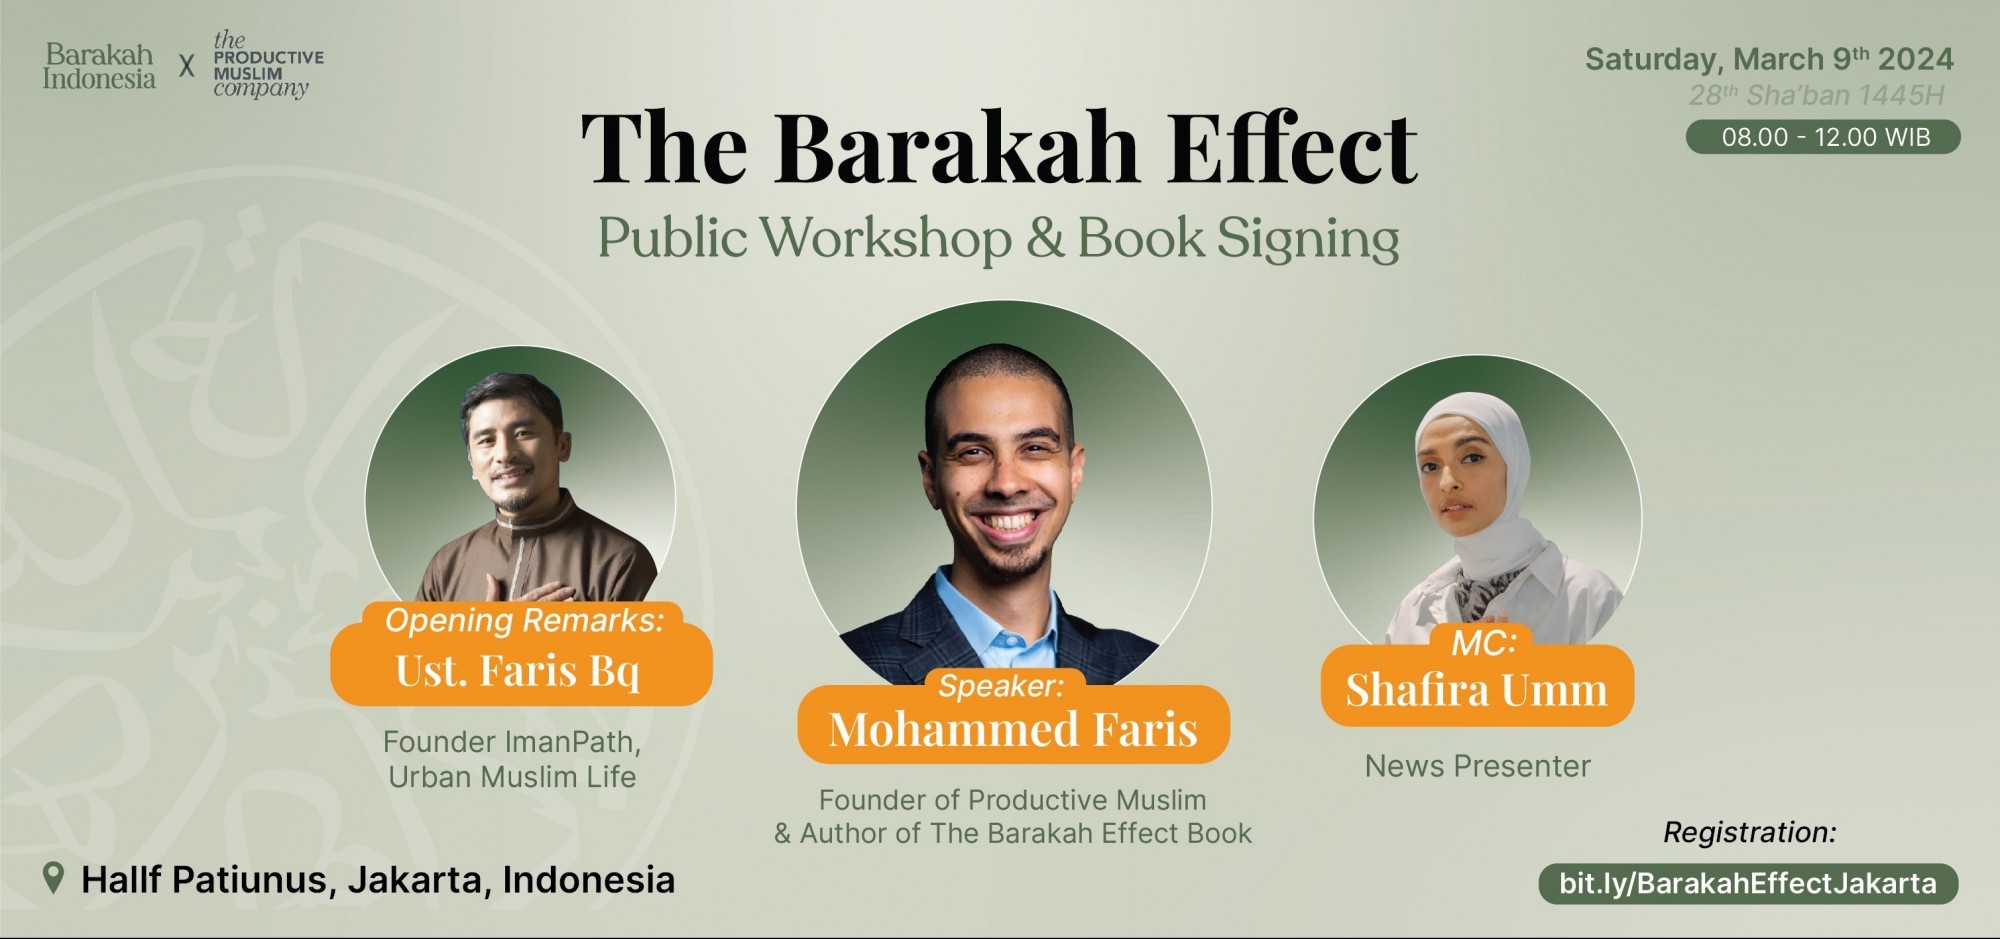 Barakah
Indonesia
X
the
PRODUCTIVE
MUSLIM
company
Saturday, March 9th 2024
28th Sha'ban 1445H
08.00 - 12.00 WIB
The Barakah Effect
Public Workshop & Book Signing
Opening Remarks:
Ust. Faris Bq
Founder ImanPath,
Urban Muslim Life
Speaker:
Mohammed Faris
Founder of Productive Muslim
& Author of The Barakah Effect Book
MC:
Shafira Umm
News Presenter
Hallf Patiunus, Jakarta, Indonesia
Registration:
bit.ly/BarakahEffectJakarta